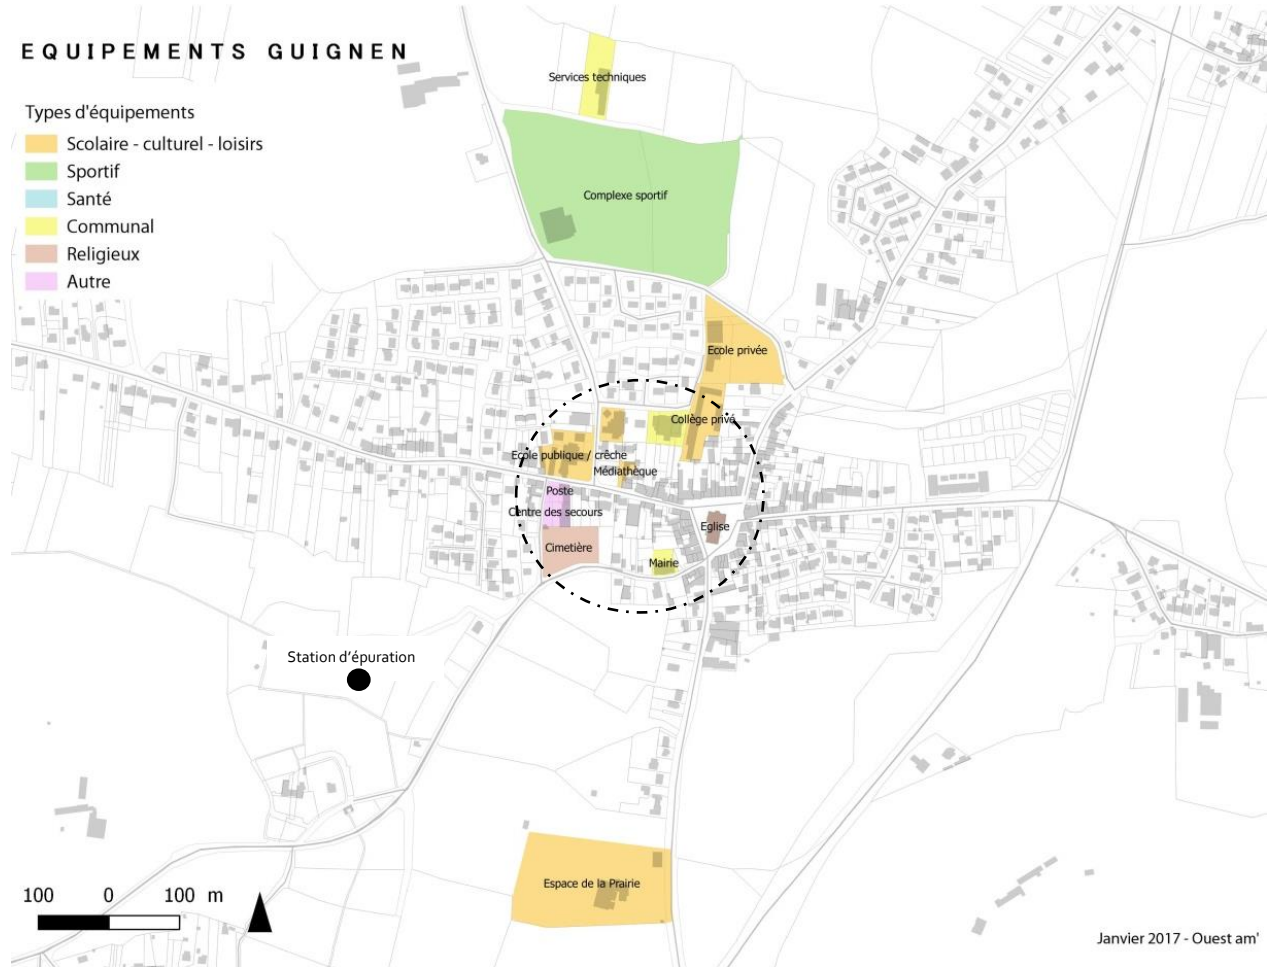 EQUIPEMENTS GUIGNEN
Types d'équipements
Scolaire - culturel - loisirs
Sportif
Santé
Communal
Religieux
Autre
Services techniques
Complexe sportif
Ecole privée
Collège privé
Ecole publique / crêche
Médiathèque
Poste
Centre des secours
Eglise
Cimetière
Mairie
Station d'épuration
Espace de la Prairie
100 0 100 m
Janvier 2017 - Ouest am'